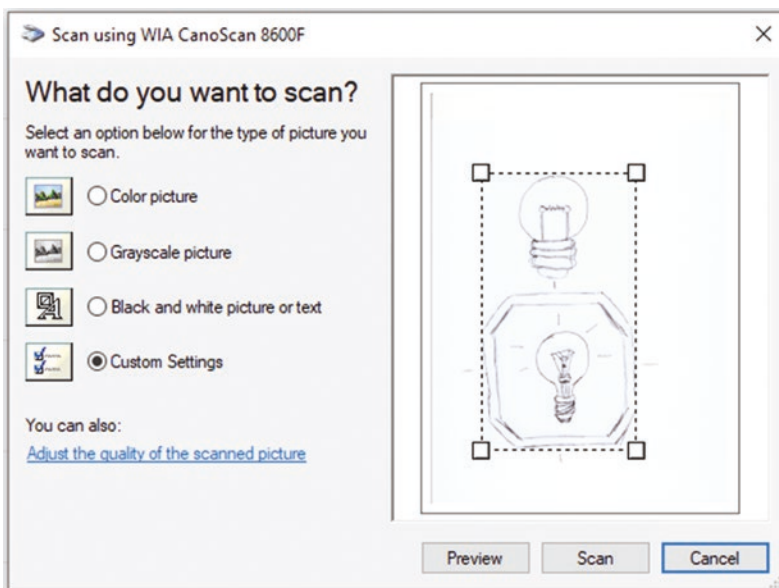 Scan using WIA CanoScan 8600F
What do you want to scan?
Select an option below for the type of picture you
want to scan.
Color picture
Grayscale picture
Black and white picture or text
Custom Settings
You can also:
Adjust the quality of the scanned picture
Preview
Scan
Cancel